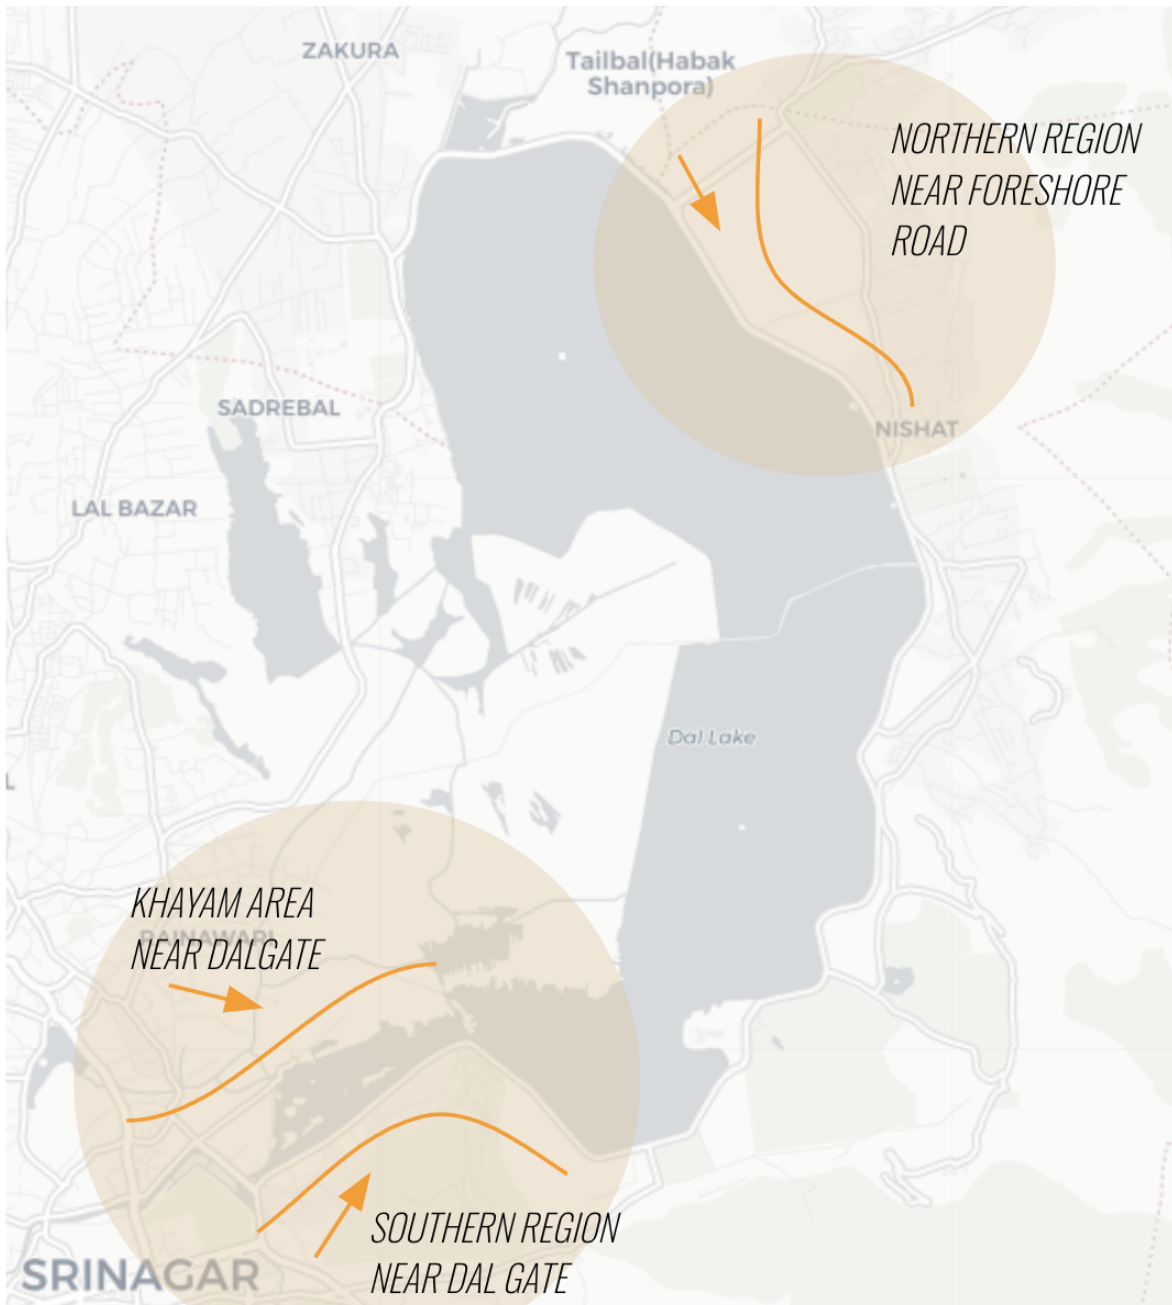 ZAKURA
Tailbal(Habak
Shanpora)
NORTHERN REGION
NEAR FORESHORE
ROAD
SADREBAL
NISHAT
LAL BAZAR
Dal Lake
L
KHAYAM AREA
RAINAWARI
NEAR DALGATE
SOUTHERN REGION
NEAR DAL GATE
SRINAGAR